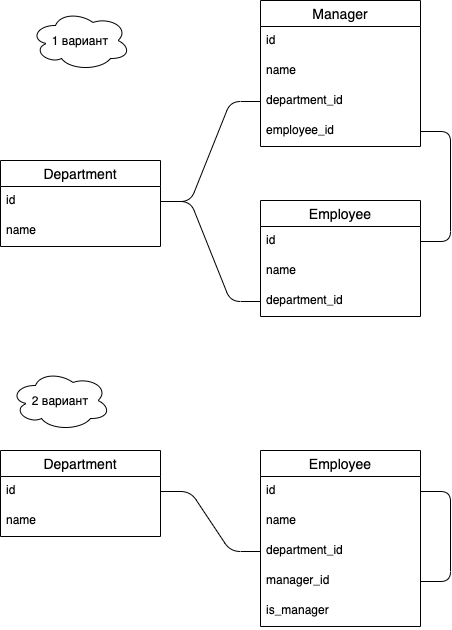 1 вариант
Manager
id
name
department_id
employee_id
Department
id
name
Employee
id
name
department_id
2 вариант
Department
id
name
Employee
id
name
department_id
manager_id
is_manager